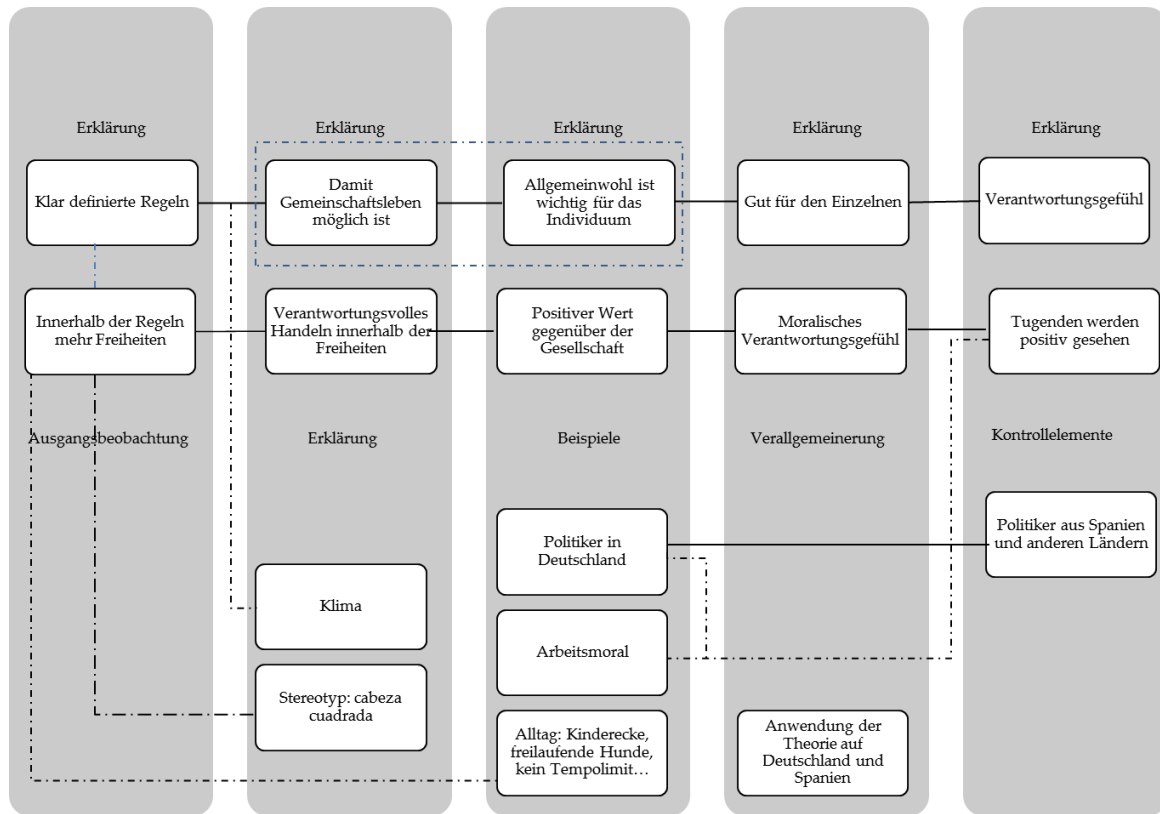 Erklärung
Erklärung
Erklärung
Erklärung
Erklärung
Klar definierte Regeln
Damit
Gemeinschaftsleben
möglich ist
Allgemeinwohl ist
wichtig für das
Individuum
Gut für den Einzelnen
Verantwortungsgefühl
Innerhalb der Regeln
mehr Freiheiten
Verantwortungsvolles
Handeln innerhalb der
Freiheiten
Positiver Wert
gegenüber der
Gesellschaft
Moralisches
Verantwortungsgefühl
Tugenden werden
positiv gesehen
Ausgangsbeobachtung
Erklärung
Beispiele
Verallgemeinerung
Kontrollelemente
Politiker in
Deutschland
Politiker aus Spanien
und anderen Ländern
Klima
Arbeitsmoral
Stereotyp: cabeza
cuadrada
Alltag: Kinderecke,
freilaufende Hunde,
kein Tempolimit…
Anwendung der
Theorie auf
Deutschland und
Spanien